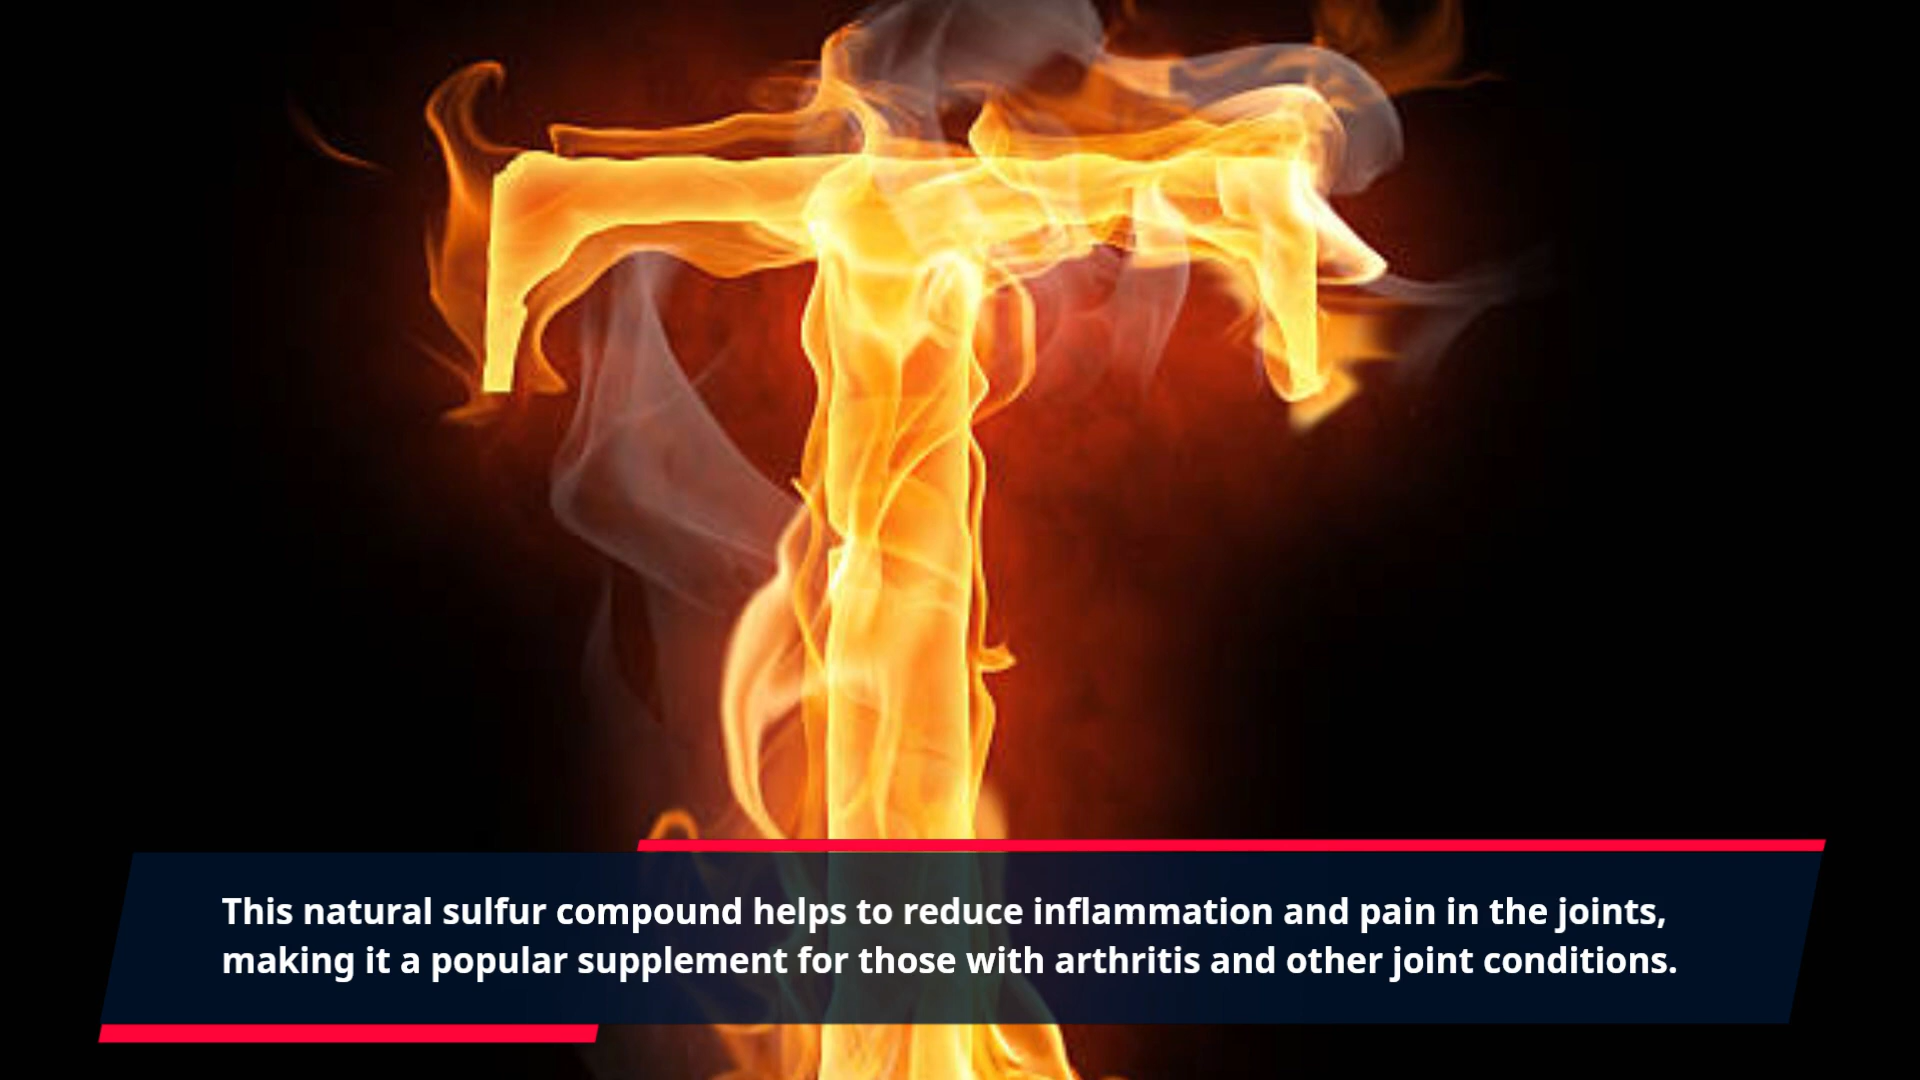 T
This natural sulfur compound helps to reduce inflammation and pain in the joints,
making it a popular supplement for those with arthritis and other joint conditions.